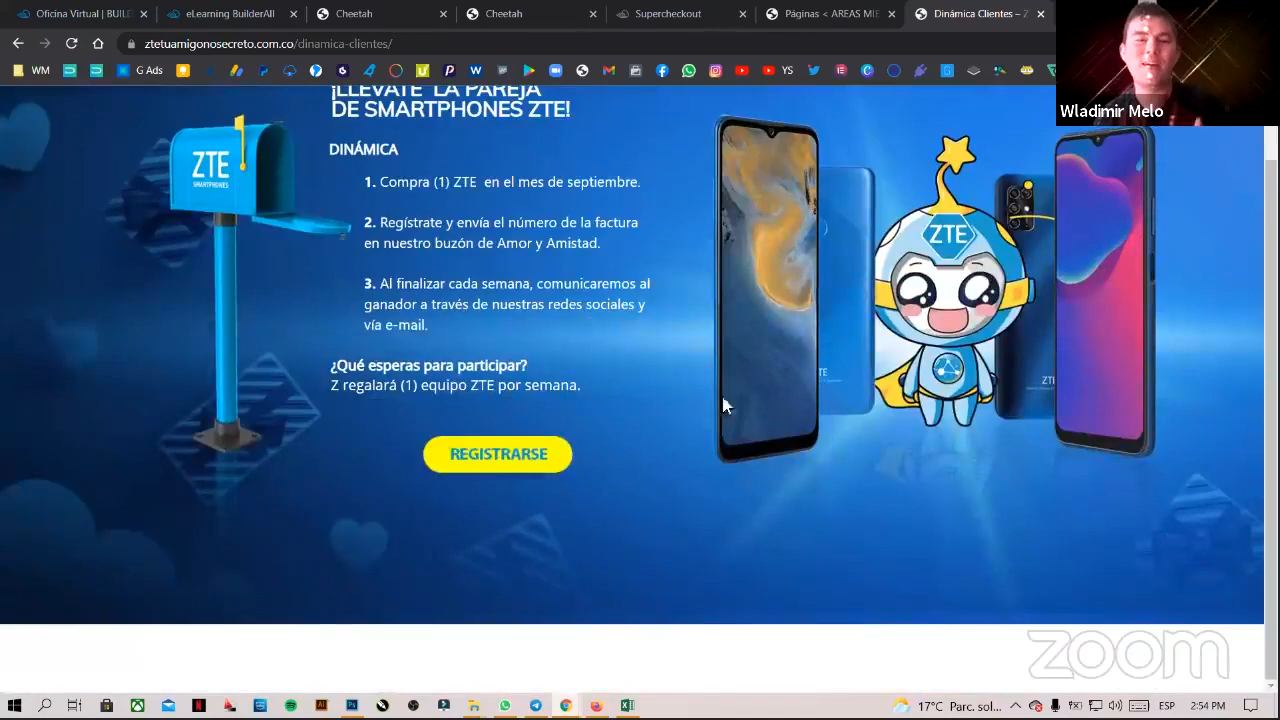 Oficina Virtual | BUILD
eLearning BuilderAll
Cheetah
Cheetah
Supercheckout
Páginas < AREAS MIE
Dinámica Clientes – Z
ztetuamigonosecreto.com.co/dinamica-clientes/
WM
G Ads
YS
Wladimir Melo
¡LLÉVATE LA PAREJA
DE SMARTPHONES ZTE!
ZTE
SMARTPHONES
DINÁMICA
1. Compra (1) ZTE en el mes de septiembre.
2. Regístrate y envía el número de la factura
en nuestro buzón de Amor y Amistad.
3. Al finalizar cada semana, comunicaremos al
ganador a través de nuestras redes sociales y
vía e-mail.
¿Qué esperas para participar?
Z regalará (1) equipo ZTE por semana.
REGISTRARSE
ZTE
zoom
17°C Parc. sol...
ESP
2:54 PM